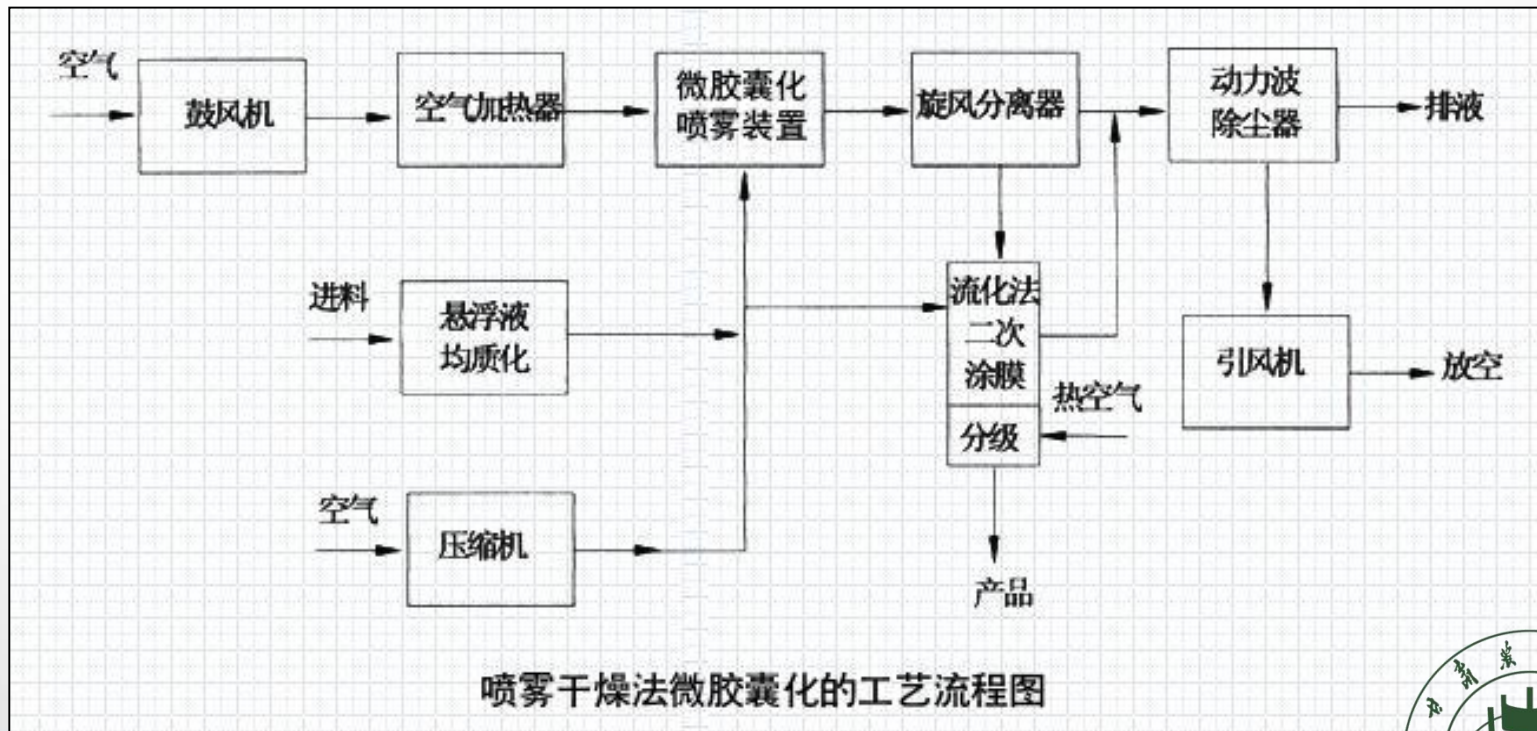 空气
鼓风机
空气加热器
微胶囊化
喷雾装置
旋风分离器
动力波
除尘器
排液
进料
悬浮液
均质化
流化法
二次
涂膜
分级
热空气
引风机
放空
空气
压缩机
产品
喷雾干燥法微胶囊化的工艺流程图